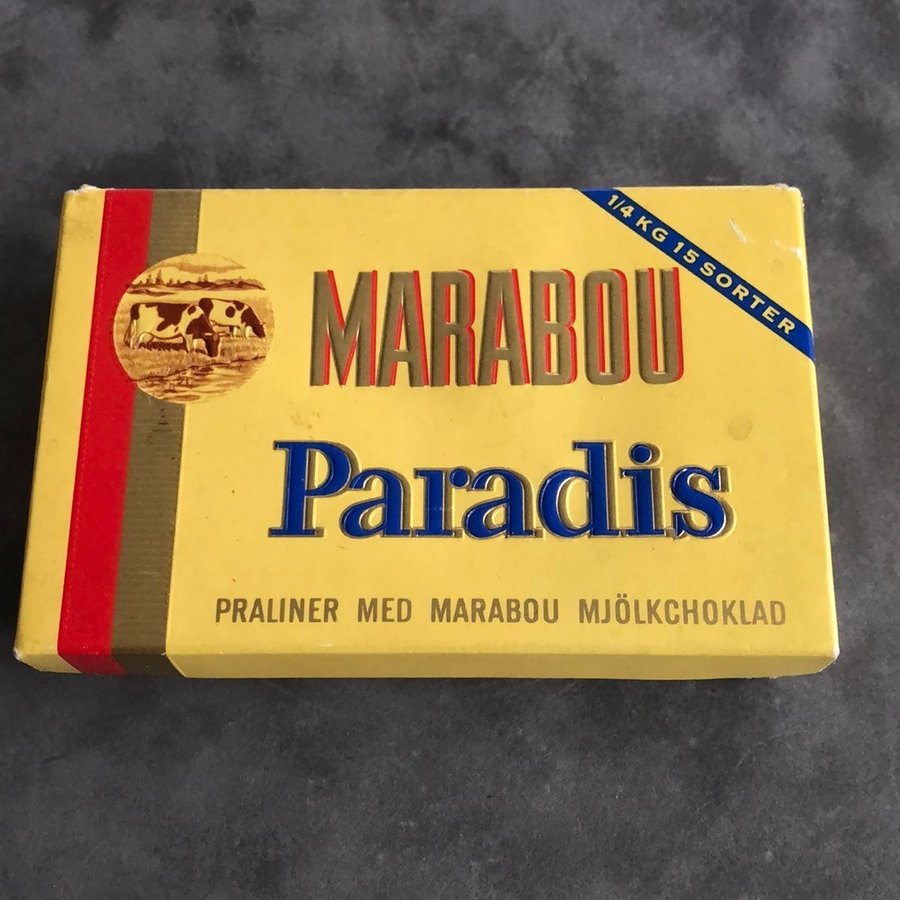 1/4 KG 15 SORTER
MARABOU
Paradis
PRALINER MED MARABOU MJÖLKCHOKLAD